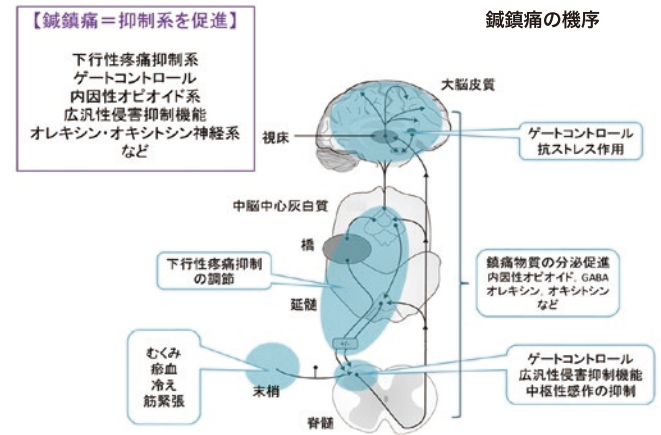 【鍼鎮痛＝抑制系を促進】
下行性疼痛抑制系
ゲートコントロール
内因性オピオイド系
広汎性侵害抑制機能
オレキシン・オキシトシン神経系
など
鍼鎮痛の機序
大脳皮質
視床
ゲートコントロール
抗ストレス作用
中脳中心灰白質
橋
下行性疼痛抑制
の調節
延髄
鎮痛物質の分泌促進
内因性オピオイド、GABA
オレキシン、オキシトシン
など
むくみ
瘀血
冷え
筋緊張
末梢
脊髄
ゲートコントロール
広汎性侵害抑制機能
中枢性感作の抑制